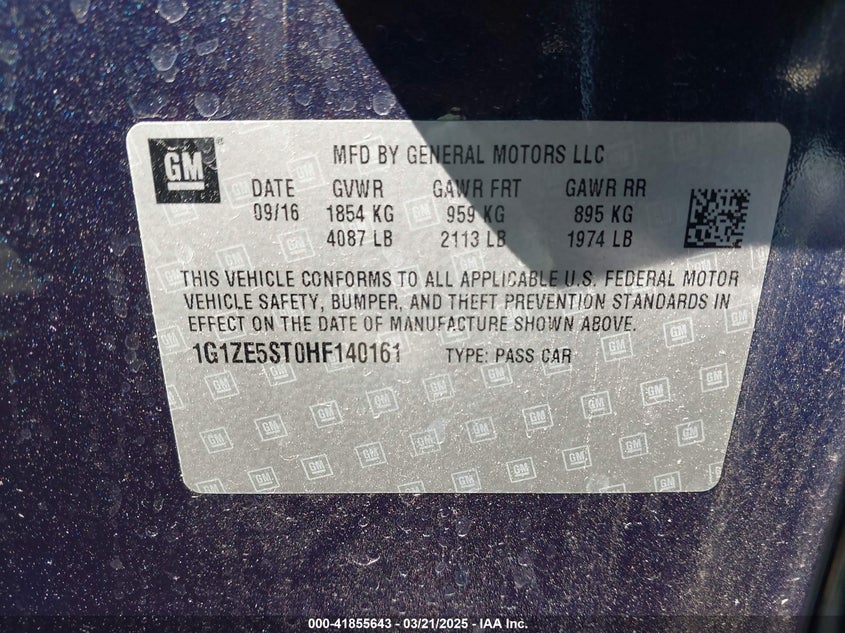 GM
MFD BY GENERAL MOTORS LLC
DATE GVWR GAWR FRT GAWR RR
09/16 1854 KG 959 KG 895 KG
4087 LB 2113 LB 1974 LB
THIS VEHICLE CONFORMS TO ALL APPLICABLE U.S. FEDERAL MOTOR
VEHICLE SAFETY, BUMPER, AND THEFT PREVENTION STANDARDS IN
EFFECT ON THE DATE OF MANUFACTURE SHOWN ABOVE.
1G1ZE5ST0HF140161 TYPE: PASS CAR
000-41855643 - 03/21/2025 - IAA Inc.